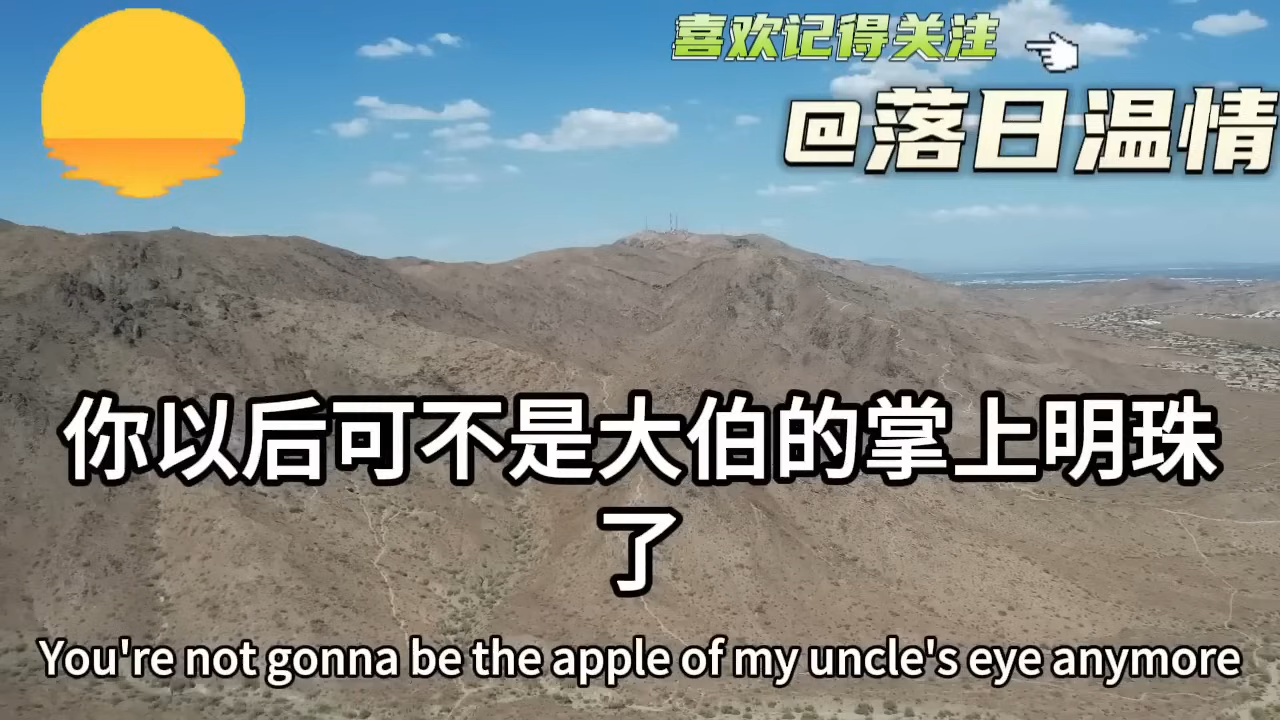 喜欢记得关注
@落日温情
你以后可不是大伯的掌上明珠
了
You're not gonna be the apple of my uncle's eye anymore